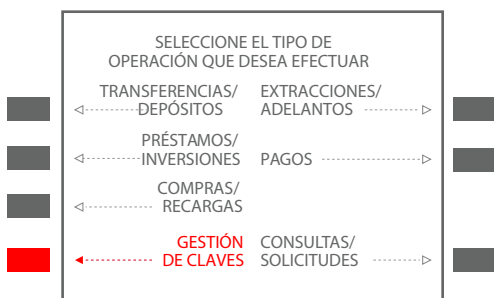 SELECCIONE EL TIPO DE
OPERACIÓN QUE DESEA EFECTUAR
TRANSFERENCIAS/
DEPÓSITOS
EXTRACCIONES/
ADELANTOS
PRÉSTAMOS/
INVERSIONES
PAGOS
COMPRAS/
RECARGAS
GESTIÓN
DE CLAVES
CONSULTAS/
SOLICITUDES